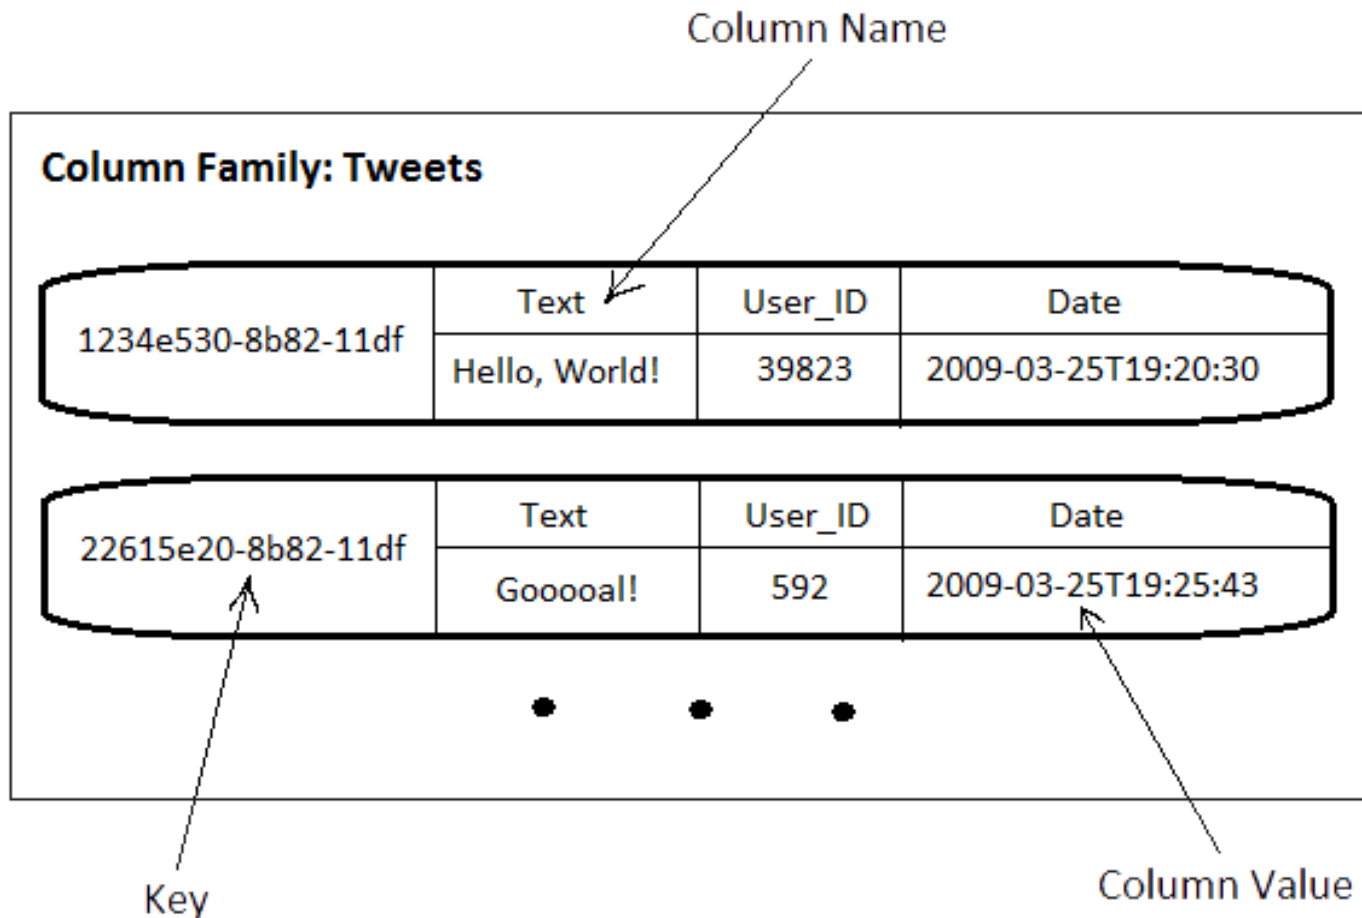 Column Name
Column Family: Tweets
1234e530-8b82-11df
Text User_ID Date
Hello, World! 39823 2009-03-25T19:20:30
22615e20-8b82-11df
Text User_ID Date
Gooooal! 592 2009-03-25T19:25:43
Key
Column Value